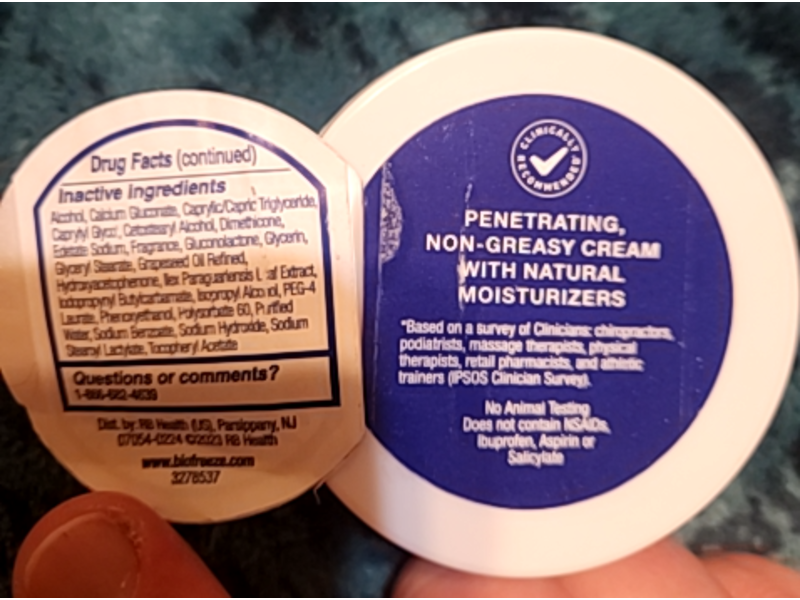 Drug Facts (continued)
Inactive Ingredients
Alcohol, Calcium Gluconate, Caprylic/Capric Triglyceride,
Caprylyl Glycol, Cetostearyl Alcohol, Dimethicone,
Edetate Sodium, Fragrance, Gluconolactone, Glycerin,
Glyceryl Stearate, Grapeseed Oil Refined,
Hydroxyacetophenone, Ilex Paraguariensis Leaf Extract,
Iodopropynyl Butylcarbamate, Isopropyl Alcohol, PEG-4
Laurate, Phenoxyethanol, Polysorbate 60, Purified
Water, Sodium Benzoate, Sodium Hydroxide, Sodium
Stearoyl Lactylate, Tocopheryl Acetate
Questions or comments?
1-866-682-4639
Dist. by: RB Health (US), Parsippany, NJ
07054-0224 ©2023 RB Health
www.biofreeze.com
3278537
CLINICALLY
RECOMMENDED*
PENETRATING,
NON-GREASY CREAM
WITH NATURAL
MOISTURIZERS
*Based on a survey of Clinicians: chiropractors,
podiatrists, massage therapists, physical
therapists, retail pharmacists, and athletic
trainers (IPSOS Clinician Survey).
No Animal Testing
Does not contain NSAIDs,
Ibuprofen, Aspirin or
Salicylate